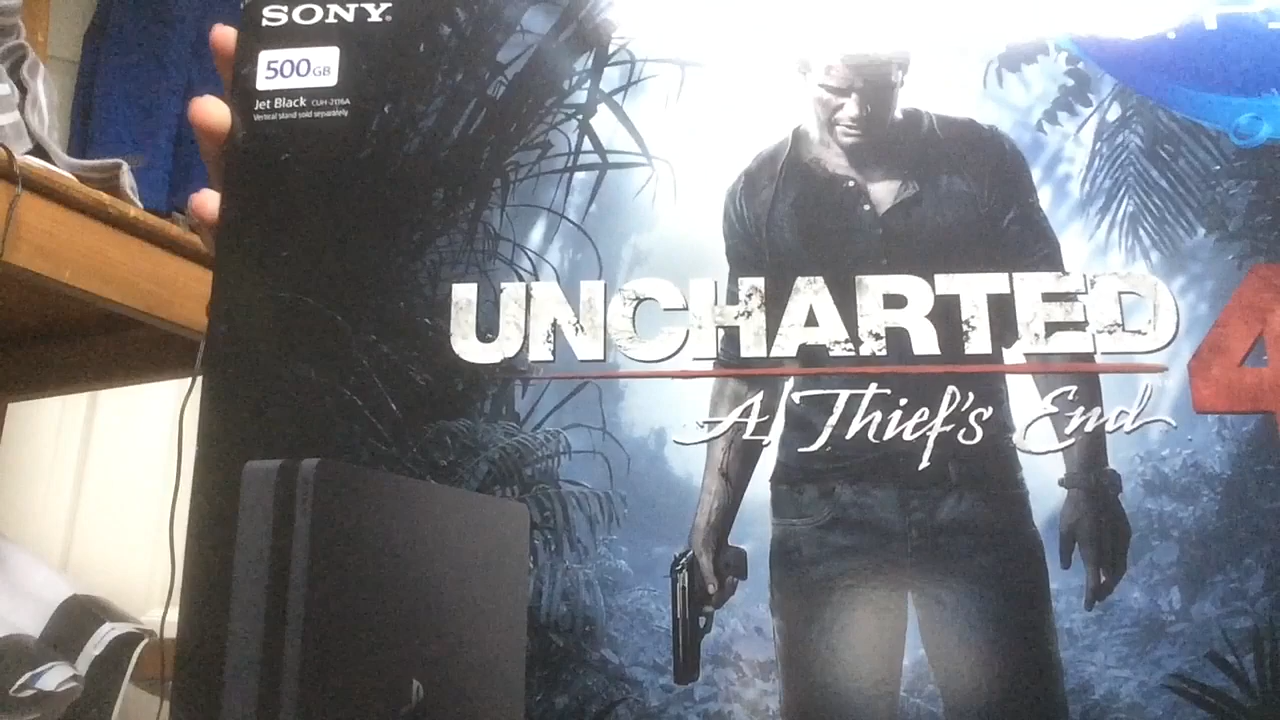 SONY
500GB
Jet Black CUH-2116A
Vertical stand sold separately
UNCHARTED 4
A Thief's End